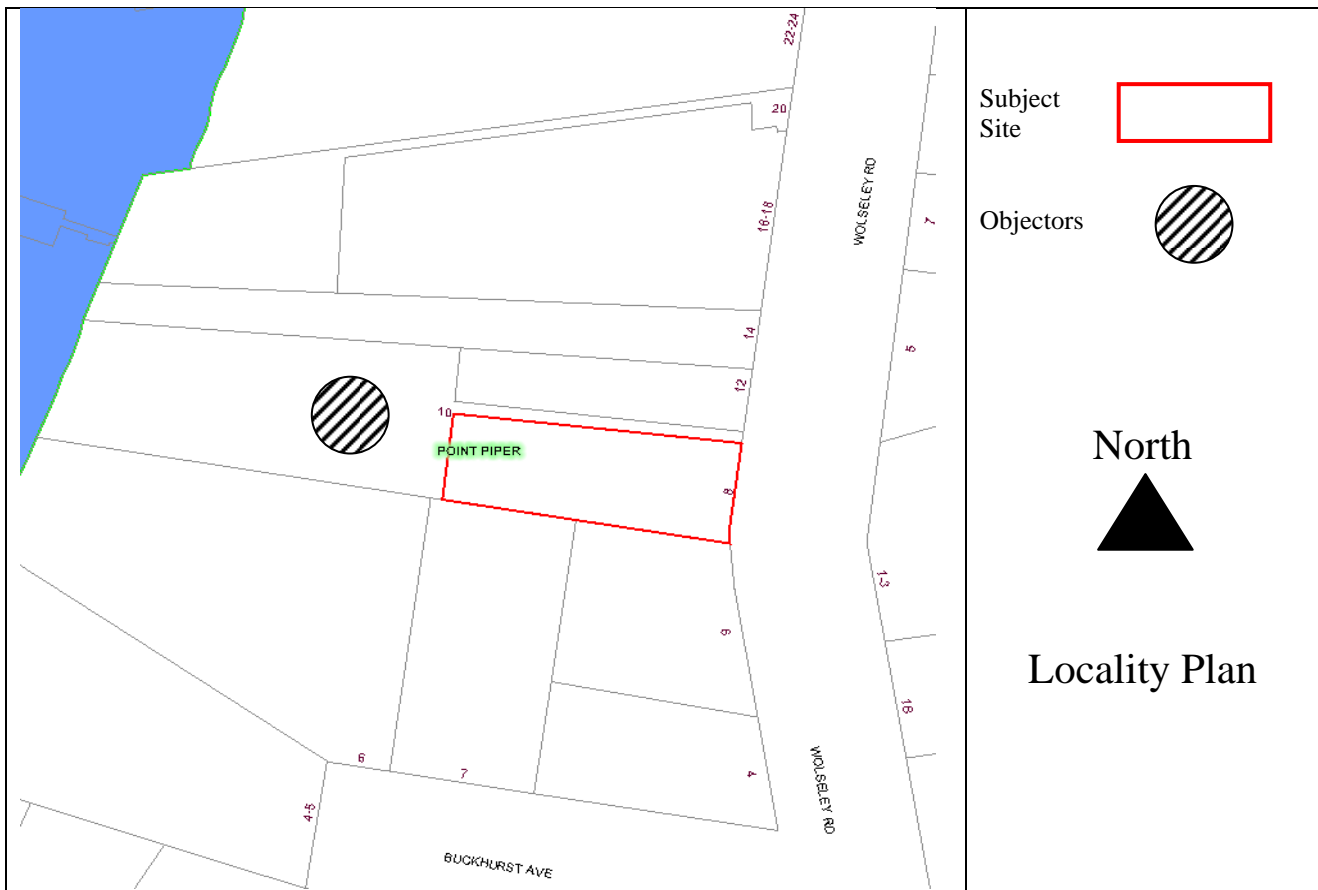 22-24
20
WOLSELEY RD
16-18
7
14
5
12
10
POINT PIPER
8
1-3
6
18
4
WOLSELEY RD
6
7
4-5
BUCKHURST AVE
Subject
Site
Objectors
North
Locality Plan